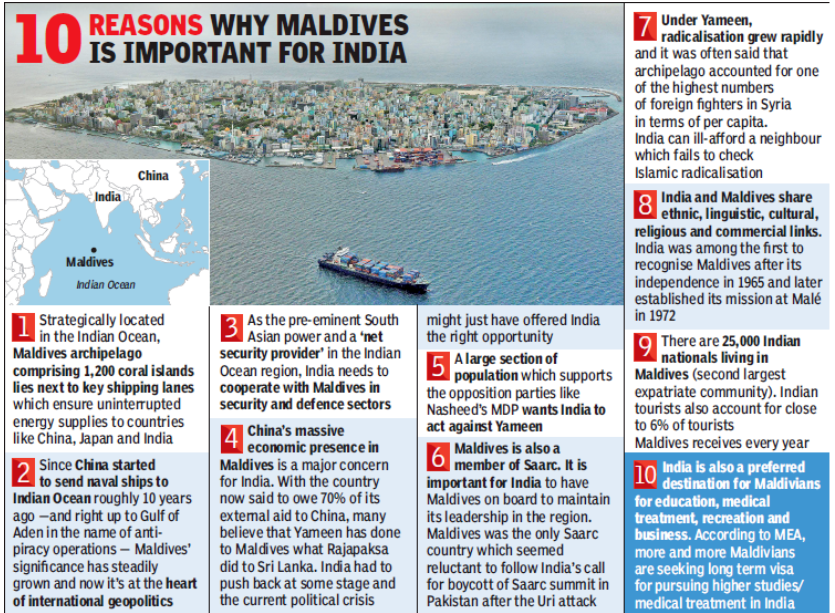 10 REASONS WHY MALDIVES
IS IMPORTANT FOR INDIA
China
India
Maldives
Indian Ocean
1 Strategically located
in the Indian Ocean,
Maldives archipelago
comprising 1,200 coral islands
lies next to key shipping lanes
which ensure uninterrupted
energy supplies to countries
like China, Japan and India
2 Since China started
to send naval ships to
Indian Ocean roughly 10 years
ago —and right up to Gulf of
Aden in the name of anti-
piracy operations — Maldives'
significance has steadily
grown and now it's at the heart
of international geopolitics
3 As the pre-eminent South
Asian power and a 'net
security provider' in the Indian
Ocean region, India needs to
cooperate with Maldives in
security and defence sectors
4 China's massive
economic presence in
Maldives is a major concern
for India. With the country
now said to owe 70% of its
external aid to China, many
believe that Yameen has done
to Maldives what Rajapaksa
did to Sri Lanka. India had to
push back at some stage and
the current political crisis
might just have offered India
the right opportunity
5 A large section of
population which supports
the opposition parties like
Nasheed's MDP wants India to
act against Yameen
6 Maldives is also a
member of Saarc. It is
important for India to have
Maldives on board to maintain
its leadership in the region.
Maldives was the only Saarc
country which seemed
reluctant to follow India's call
for boycott of Saarc summit in
Pakistan after the Uri attack
7 Under Yameen,
radicalisation grew rapidly
and it was often said that
archipelago accounted for one
of the highest numbers
of foreign fighters in Syria
in terms of per capita.
India can ill-afford a neighbour
which fails to check
Islamic radicalisation
8 India and Maldives share
ethnic, linguistic, cultural,
religious and commercial links.
India was among the first to
recognise Maldives after its
independence in 1965 and later
established its mission at Malé
in 1972
9 There are 25,000 Indian
nationals living in
Maldives (second largest
expatriate community). Indian
tourists also account for close
to 6% of tourists
Maldives receives every year
10 India is also a preferred
destination for Maldivians
for education, medical
treatment, recreation and
business. According to MEA,
more and more Maldivians
are seeking long term visa
for pursuing higher studies/
medical treatment in India